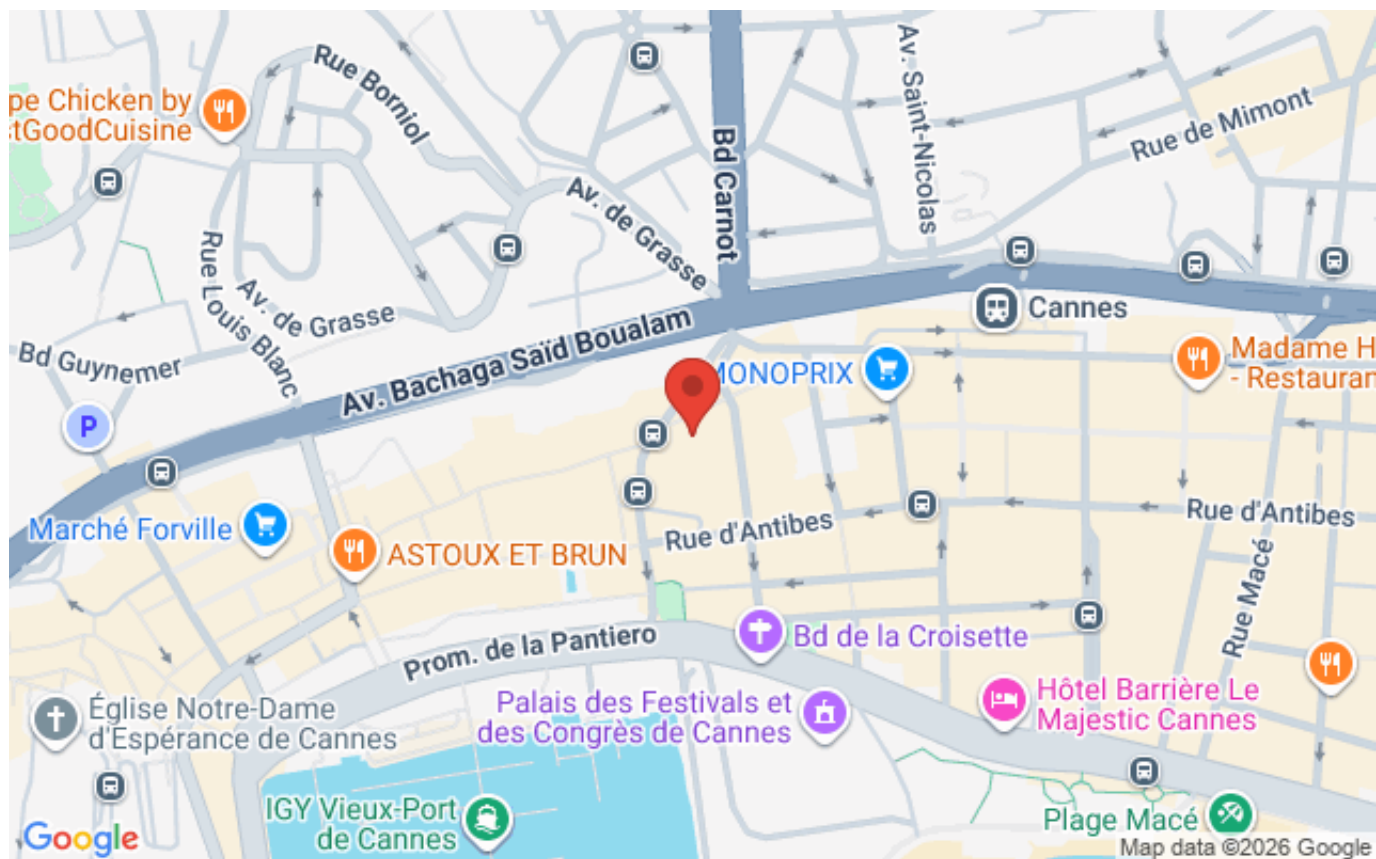 Rue Borniol
Av. Saint-Nicolas
pe Chicken by
stGoodCuisine
Rue de Mimont
Bd Carnot
Av. de Grasse
Rue Louis Blanc
Av. de Grasse
Cannes
Av. Bachaga Saïd Boualam
Bd Guynemer
MONOPRIX
Madame H
- Restauran
P
Rue d'Antibes
Rue d'Antibes
Marché Forville
ASTOUX ET BRUN
Rue Macé
Prom. de la Pantiero
Bd de la Croisette
Hôtel Barrière Le
Majestic Cannes
Palais des Festivals et
des Congrès de Cannes
Église Notre-Dame
d'Espérance de Cannes
IGY Vieux-Port
de Cannes
Plage Macé
Google
Map data ©2026 Google